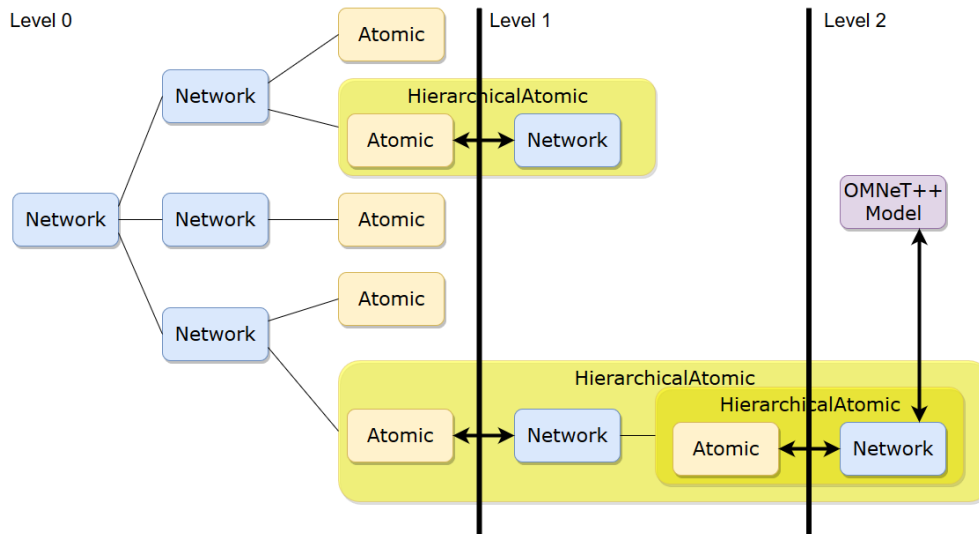 Level 0
Level 1
Level 2
Atomic
Network
HierarchicalAtomic
Atomic
Network
Network
Network
Atomic
OMNeT++
Model
Atomic
Network
HierarchicalAtomic
HierarchicalAtomic
Atomic
Network
Atomic
Network